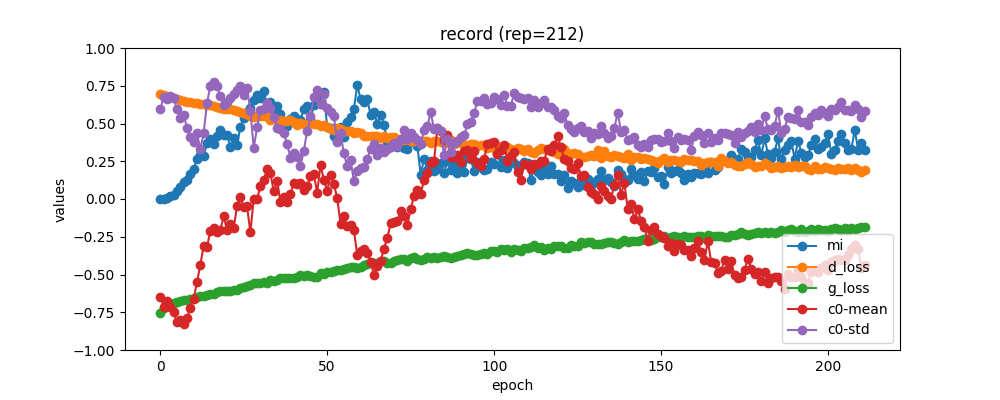 record (rep=212)
1.00
0.75
0.50
0.25
0.00
−0.25
−0.50
−0.75
−1.00
values
0 50 100 150 200
epoch
mi
d_loss
g_loss
c0-mean
c0-std